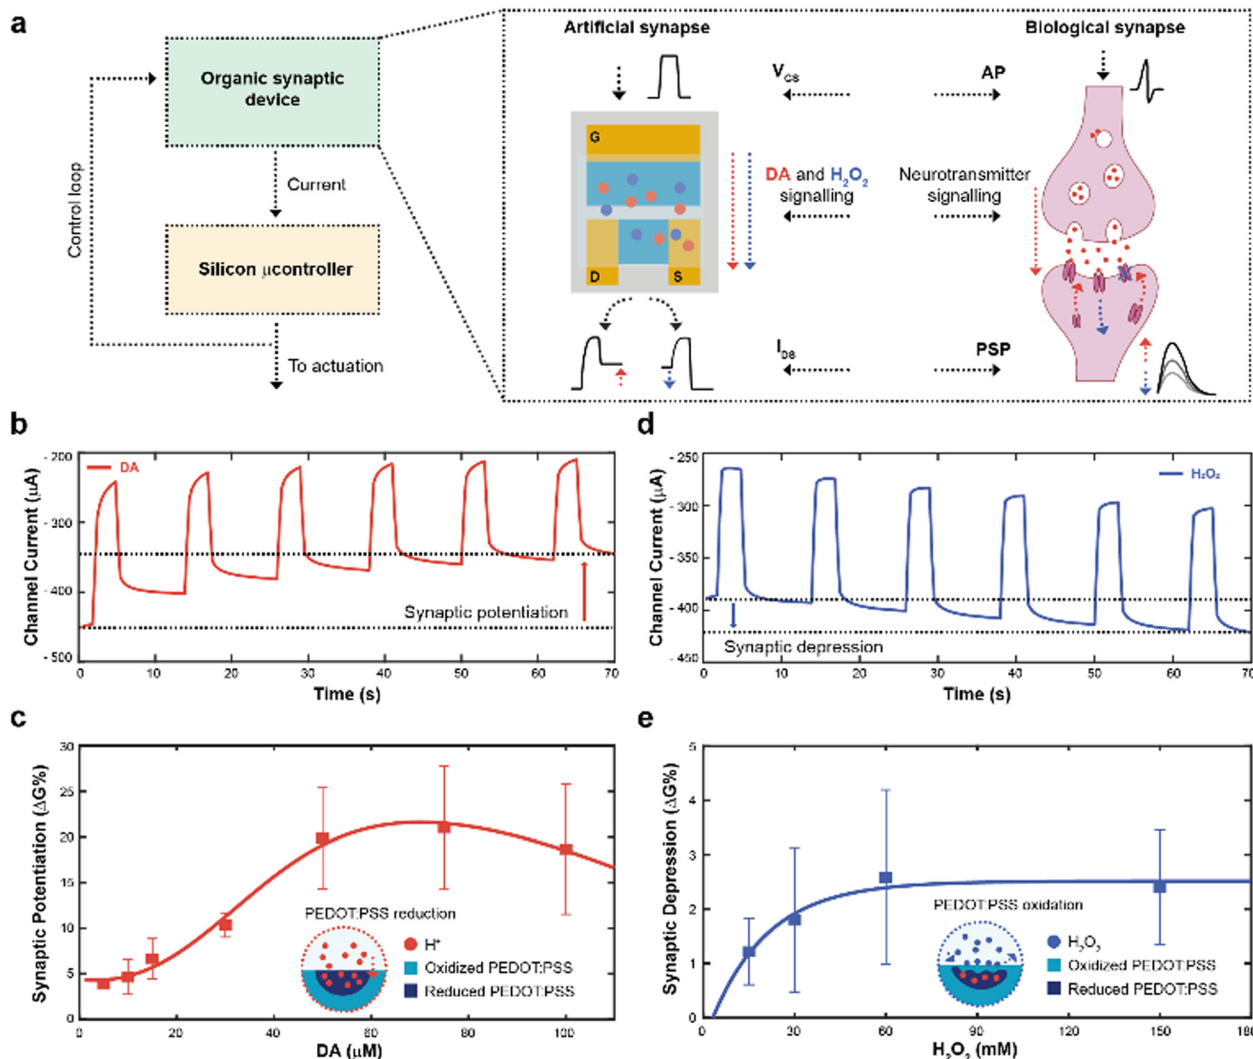 a
Artificial synapse
Biological synapse
Organic synaptic
device
V_GS
AP
G
Control loop
Current
DA and H₂O₂
signalling
Neurotransmitter
signalling
Silicon μcontroller
D
S
To actuation
I_DS
PSP
b
- 200
DA
- 300
- 400
- 500
Channel Current (μA)
Synaptic potentiation
0 10 20 30 40 50 60 70
Time (s)
d
- 250
H₂O₂
- 300
- 350
- 400
- 450
Channel Current (μA)
Synaptic depression
0 10 20 30 40 50 60 70
Time (s)
c
30
25
20
15
10
5
0
Synaptic Potentiation (ΔG%)
PEDOT:PSS reduction
H⁺
Oxidized PEDOT:PSS
Reduced PEDOT:PSS
0 20 40 60 80 100
DA (μM)
e
5
4
3
2
1
0
Synaptic Depression (ΔG%)
PEDOT:PSS oxidation
H₂O₂
Oxidized PEDOT:PSS
Reduced PEDOT:PSS
0 30 60 90 120 150 180
H₂O₂ (mM)